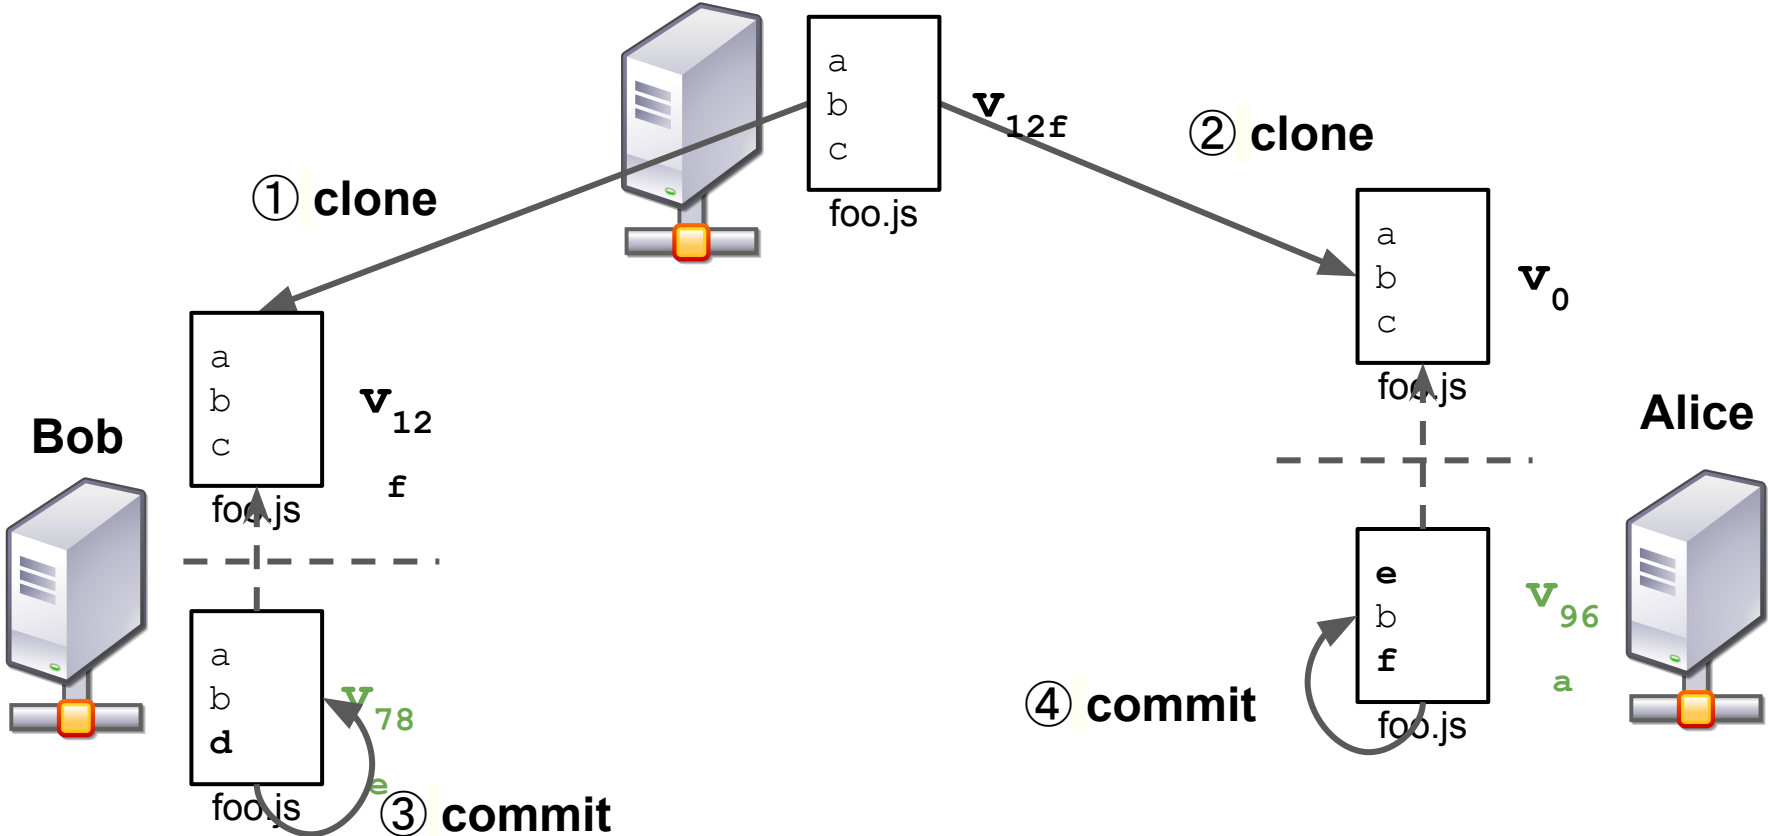 a
b
c
foo.js
v12f
① clone
② clone
a
b
c
foo.js
v0
Alice
a
b
c
foo.js
v12
f
Bob
e
b
f
foo.js
v96
a
④ commit
a
b
d
foo.js
v78
e
③ commit